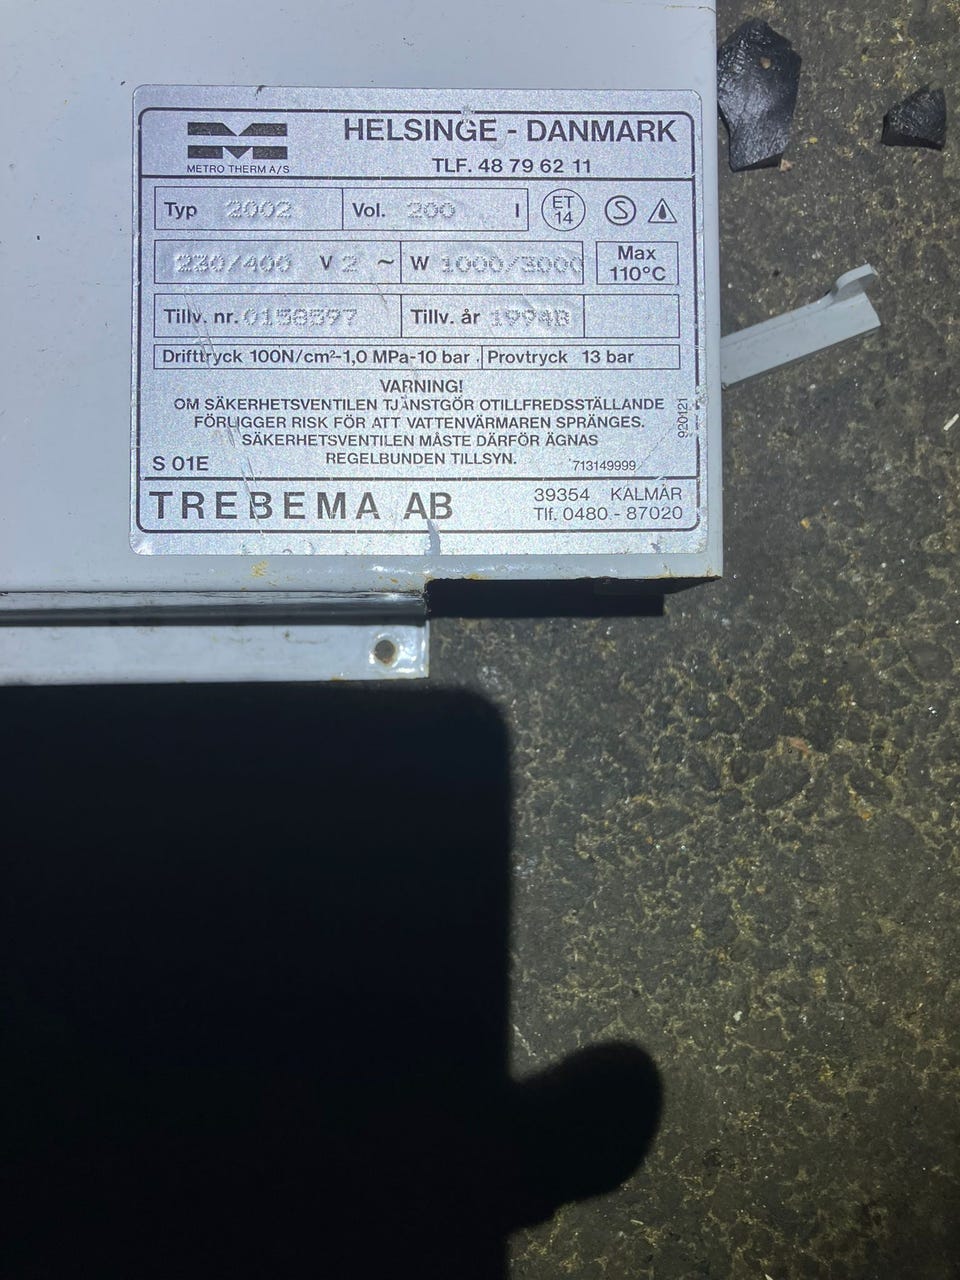 METRO THERM A/S
HELSINGE - DANMARK
TLF. 48 79 62 11
Typ 2002 Vol. 200 l ET 14 S
230/400 V 2 ~ W 1000/3000 Max 110°C
Tillv. nr. 0158597 Tillv. år 1994B
Drifttryck 100N/cm²-1,0 MPa-10 bar Provtryck 13 bar
VARNING!
OM SÄKERHETSVENTILEN TJÄNSTGÖR OTILLFREDSSTÄLLANDE
FÖRLIGGER RISK FÖR ATT VATTENVÄRMAREN SPRÄNGES.
SÄKERHETSVENTILEN MÅSTE DÄRFÖR ÄGNAS
REGELBUNDEN TILLSYN.
920121
S 01E
713149999
TREBEMA AB
39354 KALMAR
Tlf. 0480 - 87020